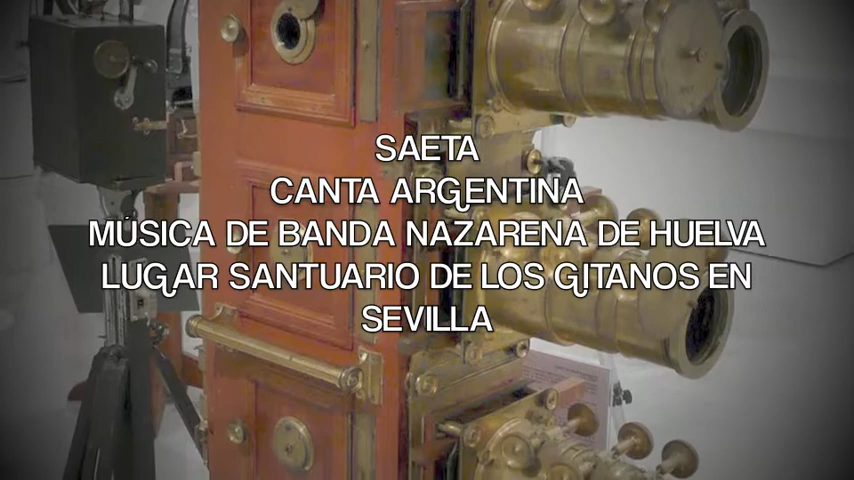 SAETA
CANTA ARGENTINA
MÚSICA DE BANDA NAZARENA DE HUELVA
LUGAR SANTUARIO DE LOS GITANOS EN
SEVILLA